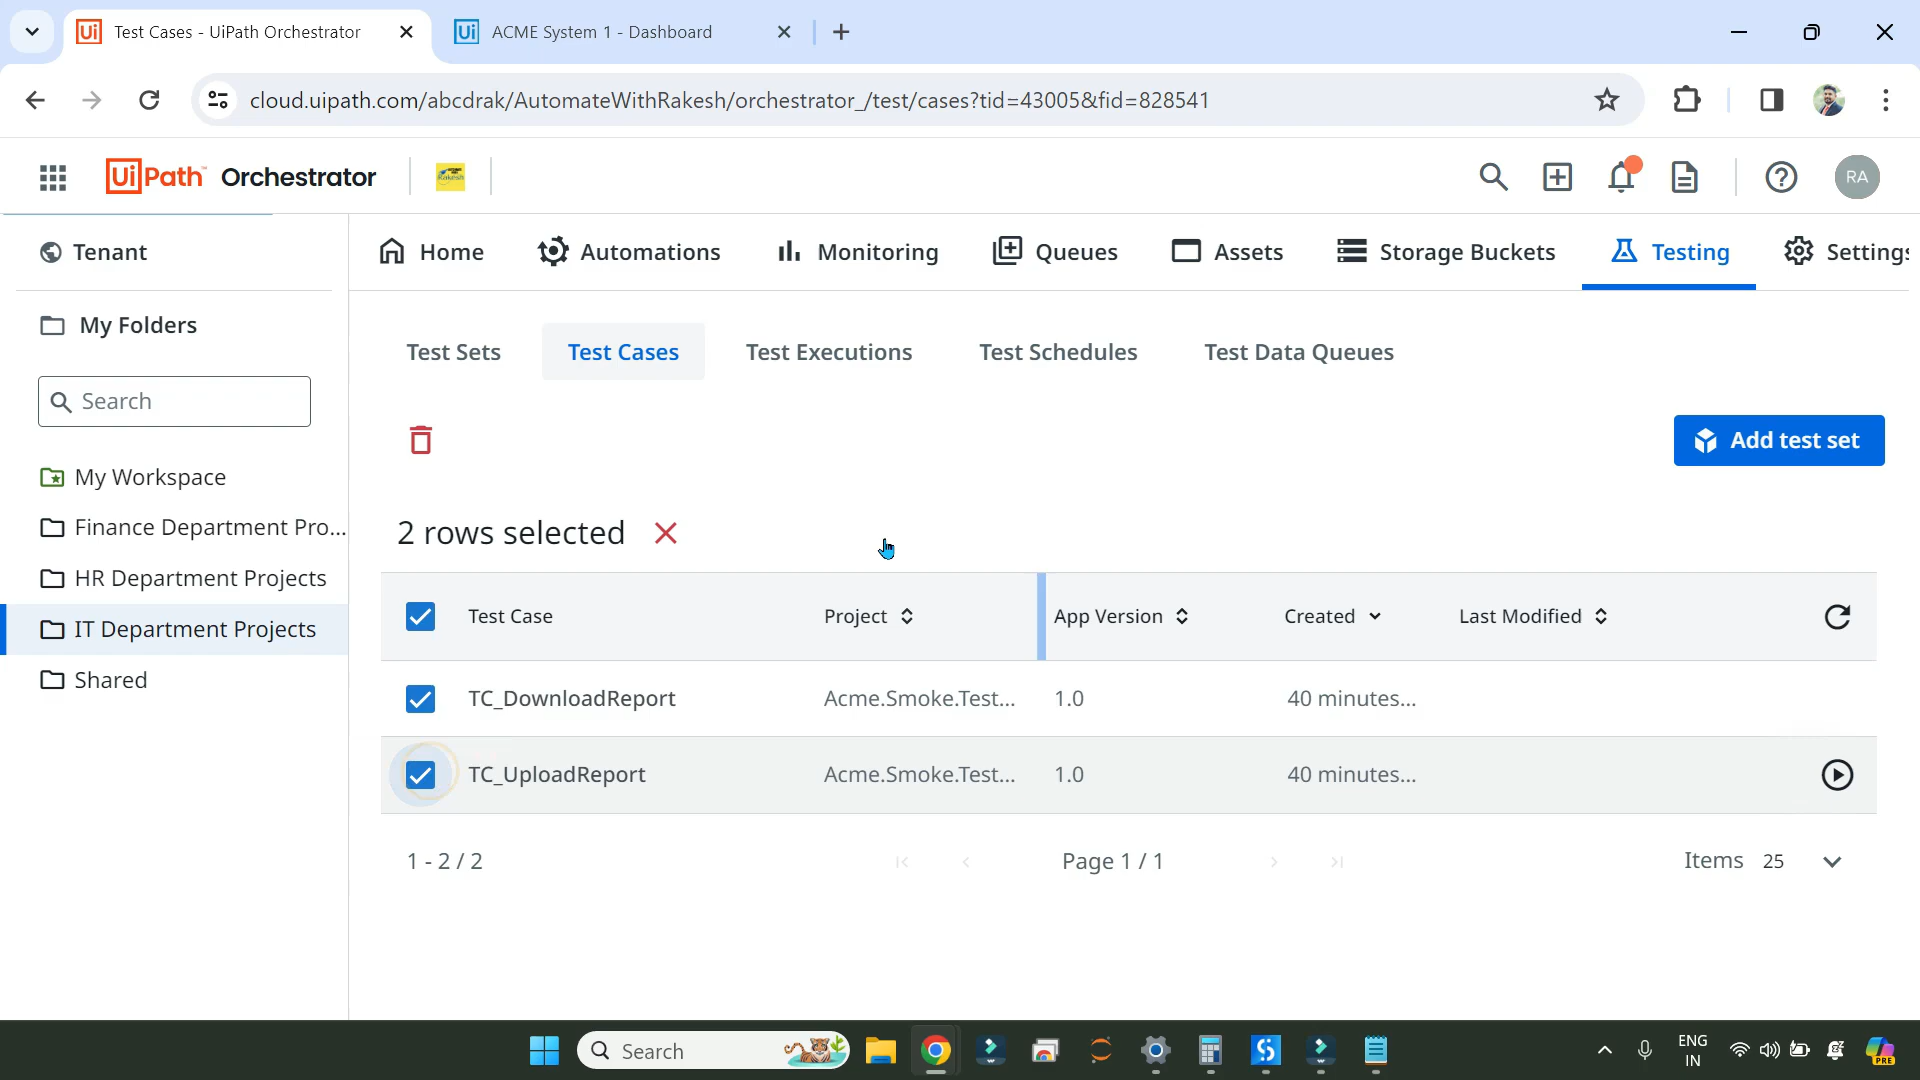 Test Cases - UiPath Orchestrator
ACME System 1 - Dashboard
cloud.uipath.com/abcdrak/AutomateWithRakesh/orchestrator_/test/cases?tid=43005&fid=828541
UiPath™ Orchestrator
RA
Tenant
Home
Automations
Monitoring
Queues
Assets
Storage Buckets
Testing
Settings
My Folders
Search
My Workspace
Finance Department Pro...
HR Department Projects
IT Department Projects
Shared
Test Sets
Test Cases
Test Executions
Test Schedules
Test Data Queues
Add test set
2 rows selected
Test Case Project App Version Created Last Modified
TC_DownloadReport Acme.Smoke.Test... 1.0 40 minutes...
TC_UploadReport Acme.Smoke.Test... 1.0 40 minutes...
1 - 2 / 2
Page 1 / 1
Items 25
Search
ENG
IN
PRE